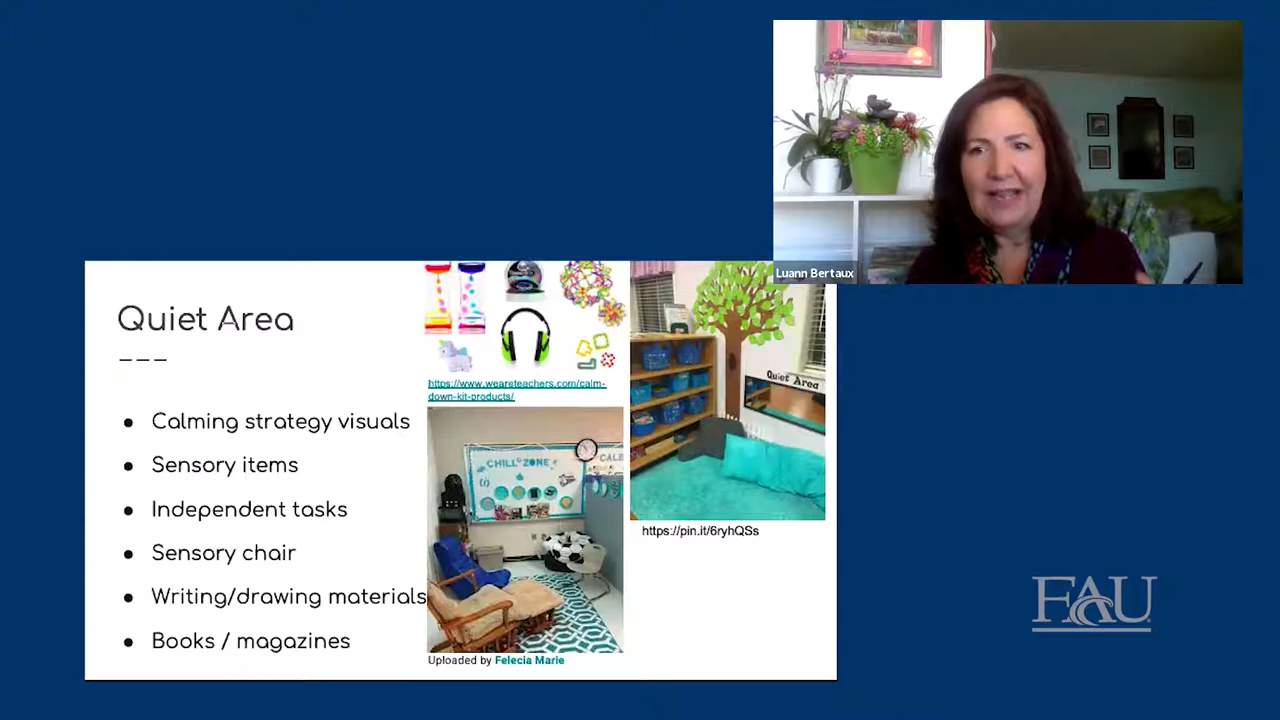 Luann Bertaux
Quiet Area
Calming strategy visuals
Sensory items
Independent tasks
Sensory chair
Writing/drawing materials
Books / magazines
https://www.weareteachers.com/calm-
down-kit-products/
CHILL ZONE
Uploaded by Felecia Marie
Quiet Area
https://pin.it/6ryhQSs
FAU